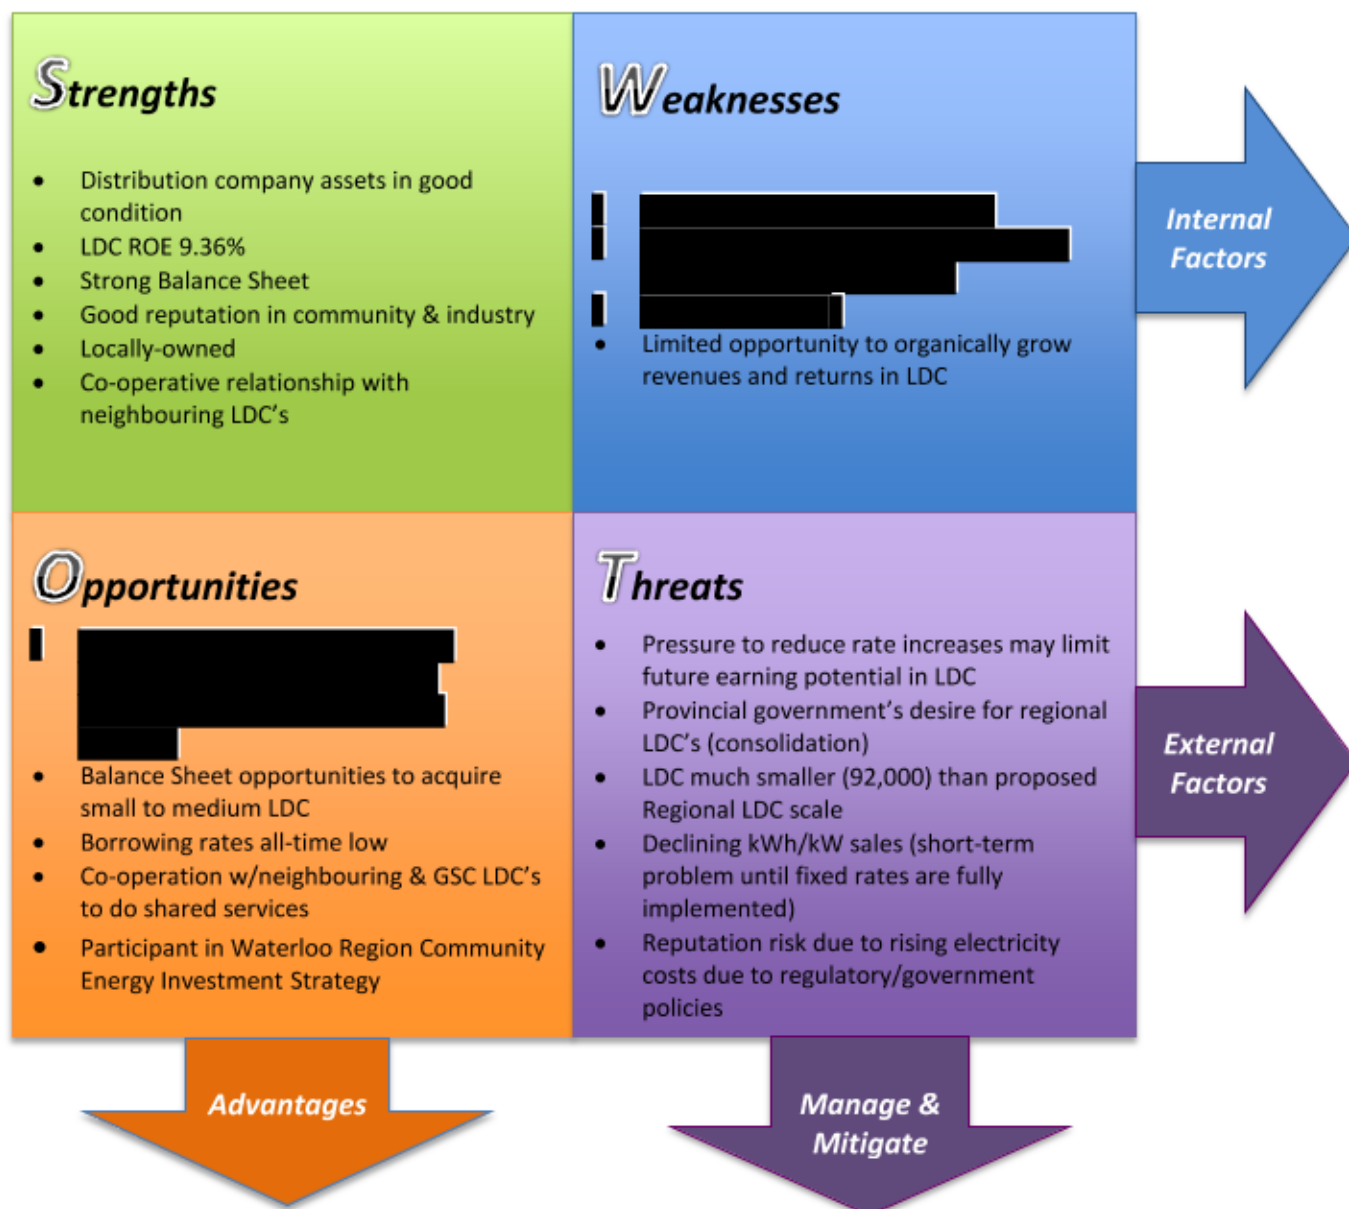 Strengths
• Distribution company assets in good
condition
• LDC ROE 9.36%
• Strong Balance Sheet
• Good reputation in community & industry
• Locally-owned
• Co-operative relationship with
neighbouring LDC’s
Weaknesses
• Limited opportunity to organically grow
revenues and returns in LDC
Internal
Factors
Opportunities
• Balance Sheet opportunities to acquire
small to medium LDC
• Borrowing rates all-time low
• Co-operation w/neighbouring & GSC LDC’s
to do shared services
• Participant in Waterloo Region Community
Energy Investment Strategy
Threats
• Pressure to reduce rate increases may limit
future earning potential in LDC
• Provincial government’s desire for regional
LDC’s (consolidation)
• LDC much smaller (92,000) than proposed
Regional LDC scale
• Declining kWh/kW sales (short-term
problem until fixed rates are fully
implemented)
• Reputation risk due to rising electricity
costs due to regulatory/government
policies
External
Factors
Advantages
Manage &
Mitigate